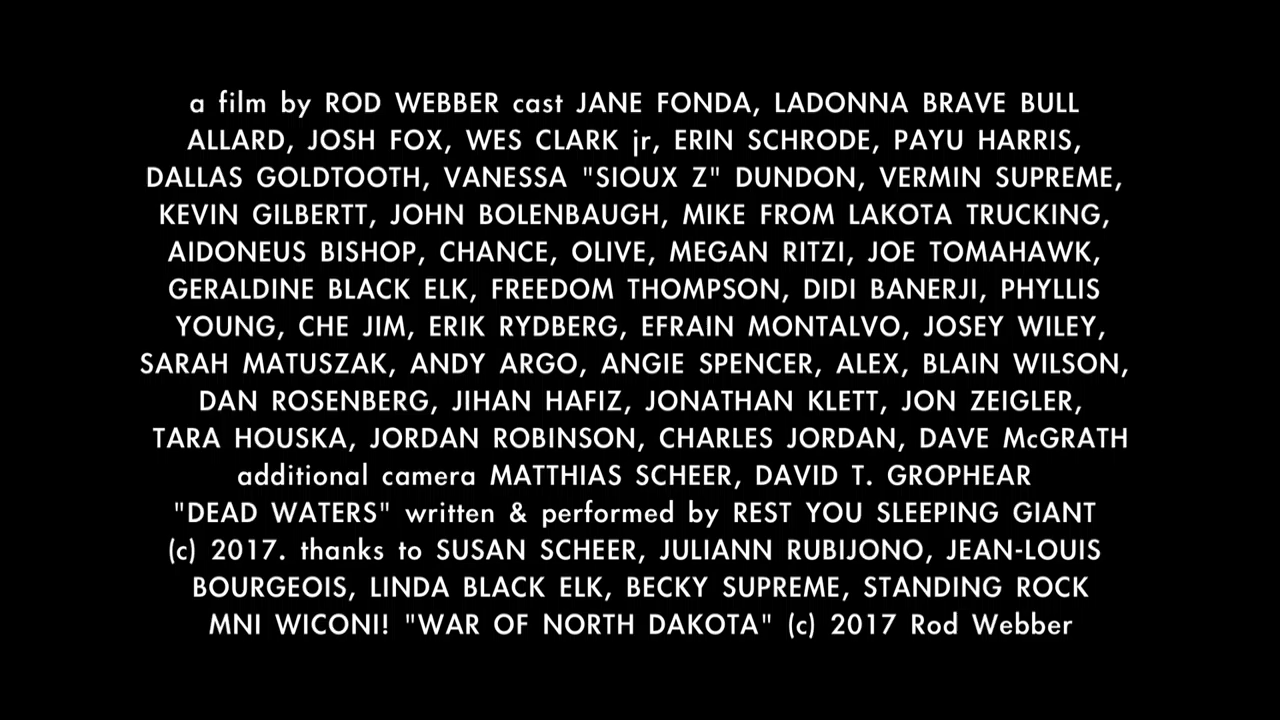 a film by ROD WEBBER cast JANE FONDA, LADONNA BRAVE BULL
ALLARD, JOSH FOX, WES CLARK jr, ERIN SCHRODE, PAYU HARRIS,
DALLAS GOLDTOOTH, VANESSA "SIOUX Z" DUNDON, VERMIN SUPREME,
KEVIN GILBERTT, JOHN BOLENBAUGH, MIKE FROM LAKOTA TRUCKING,
AIDONEUS BISHOP, CHANCE, OLIVE, MEGAN RITZI, JOE TOMAHAWK,
GERALDINE BLACK ELK, FREEDOM THOMPSON, DIDI BANERJI, PHYLLIS
YOUNG, CHE JIM, ERIK RYDBERG, EFRAIN MONTALVO, JOSEY WILEY,
SARAH MATUSZAK, ANDY ARGO, ANGIE SPENCER, ALEX, BLAIN WILSON,
DAN ROSENBERG, JIHAN HAFIZ, JONATHAN KLETT, JON ZEIGLER,
TARA HOUSKA, JORDAN ROBINSON, CHARLES JORDAN, DAVE McGRATH
additional camera MATTHIAS SCHEER, DAVID T. GROPHEAR
"DEAD WATERS" written & performed by REST YOU SLEEPING GIANT
(c) 2017. thanks to SUSAN SCHEER, JULIANN RUBIJONO, JEAN-LOUIS
BOURGEOIS, LINDA BLACK ELK, BECKY SUPREME, STANDING ROCK
MNI WICONI! "WAR OF NORTH DAKOTA" (c) 2017 Rod Webber